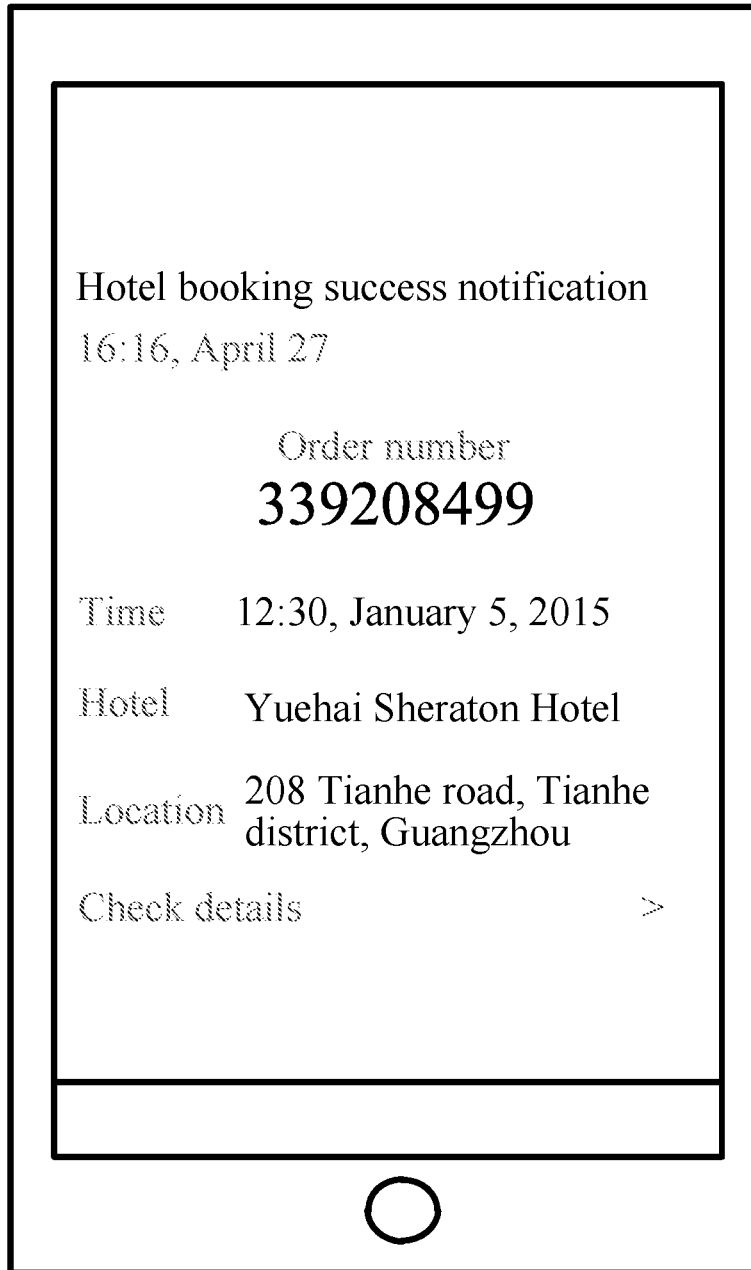 Hotel booking success notification
16:16, April 27
Order number
339208499
Time 12:30, January 5, 2015
Hotel Yuehai Sheraton Hotel
Location 208 Tianhe road, Tianhe
district, Guangzhou
Check details >